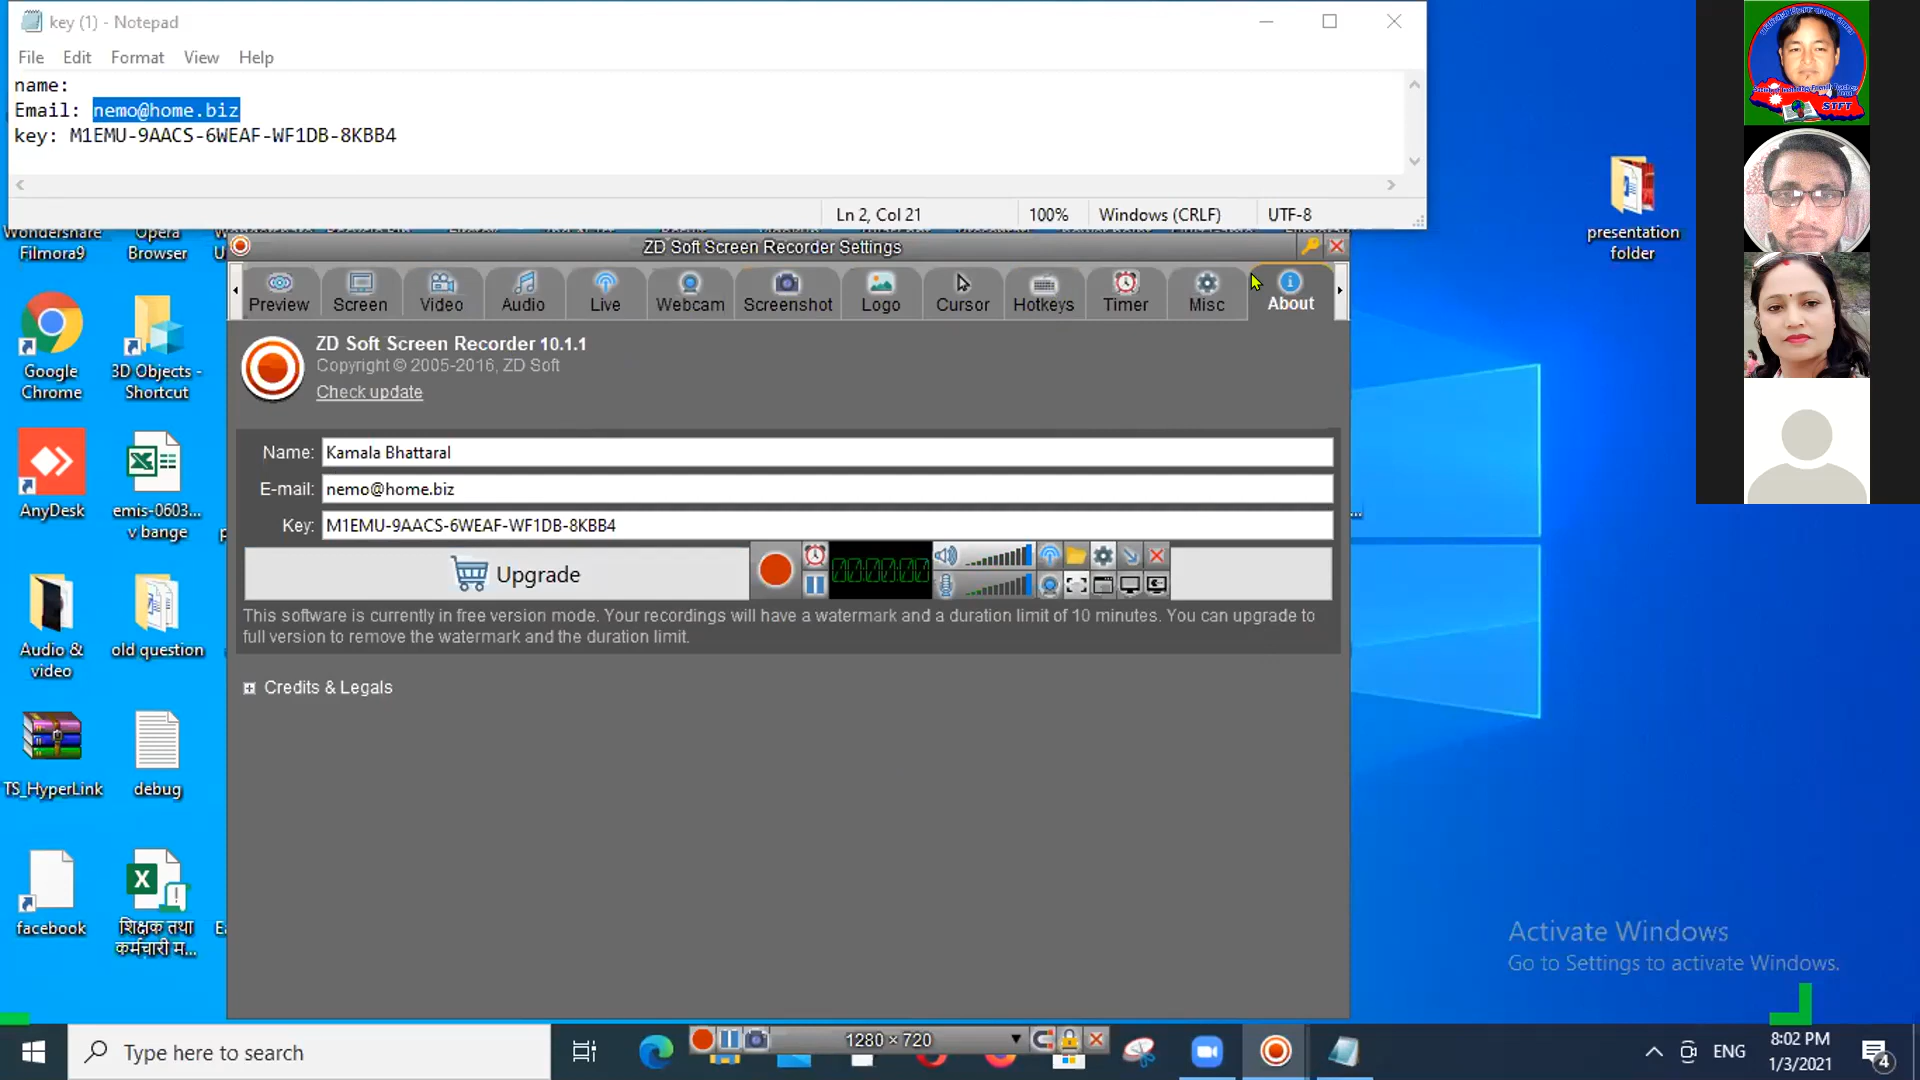 key (1) - Notepad
File Edit Format View Help
name:
Email: nemo@home.biz
key: M1EMU-9AACS-6WEAF-WF1DB-8KBB4
Ln 2, Col 21 100% Windows (CRLF) UTF-8
Wondershare
Filmora9
Opera
Browser
ZD Soft Screen Recorder Settings
Preview Screen Video Audio Live Webcam Screenshot Logo Cursor Hotkeys Timer Misc About
ZD Soft Screen Recorder 10.1.1
Copyright © 2005-2016, ZD Soft
Check update
Name: Kamala Bhattaral
E-mail: nemo@home.biz
Key: M1EMU-9AACS-6WEAF-WF1DB-8KBB4
Upgrade
00:00:00
This software is currently in free version mode. Your recordings will have a watermark and a duration limit of 10 minutes. You can upgrade to
full version to remove the watermark and the duration limit.
Credits & Legals
Google
Chrome
3D Objects -
Shortcut
AnyDesk
emis-0603...
v bange
Audio &
video
old question
TS_HyperLink
debug
facebook
शिक्षक तथा
कर्मचारी म...
presentation
folder
STFT
Activate Windows
Go to Settings to activate Windows.
1280 × 720
Type here to search
ENG
8:02 PM
1/3/2021
4